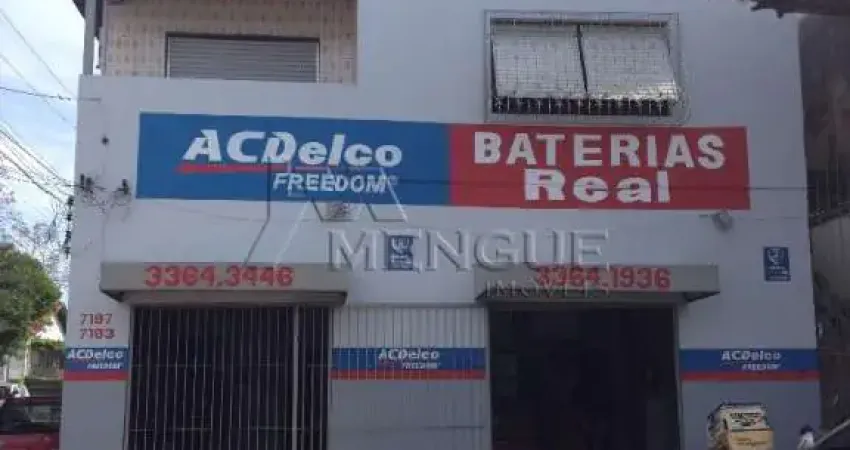 ACDelco
FREEDOM
BATERIAS
Real
MENGUE
IMÓVEIS
3364.3446
3364.1936
7197
7183
ACDelco
FREEDOM
ACDelco
FREEDOM
ACDelco
FREEDOM